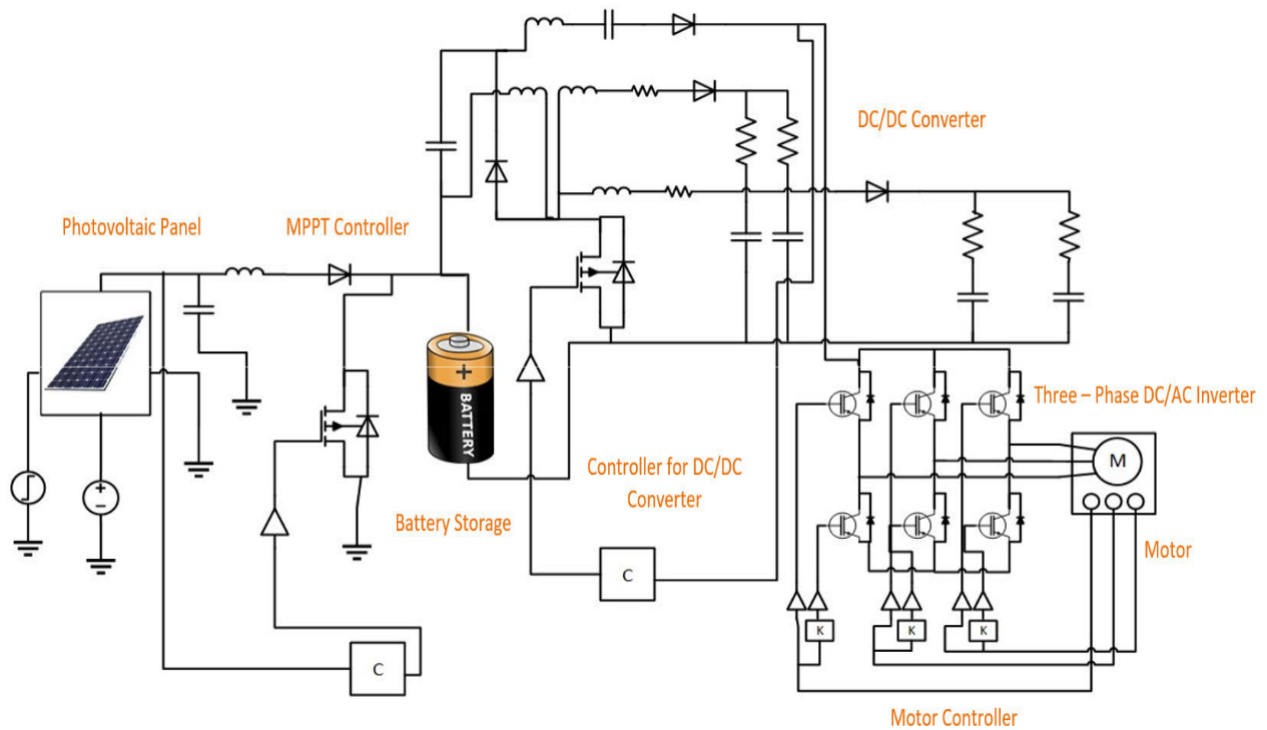 DC/DC Converter
Photovoltaic Panel
MPPT Controller
+
BATTERY
Three – Phase DC/AC Inverter
M
+
−
Controller for DC/DC
Converter
Battery Storage
Motor
C
K
K
K
C
Motor Controller